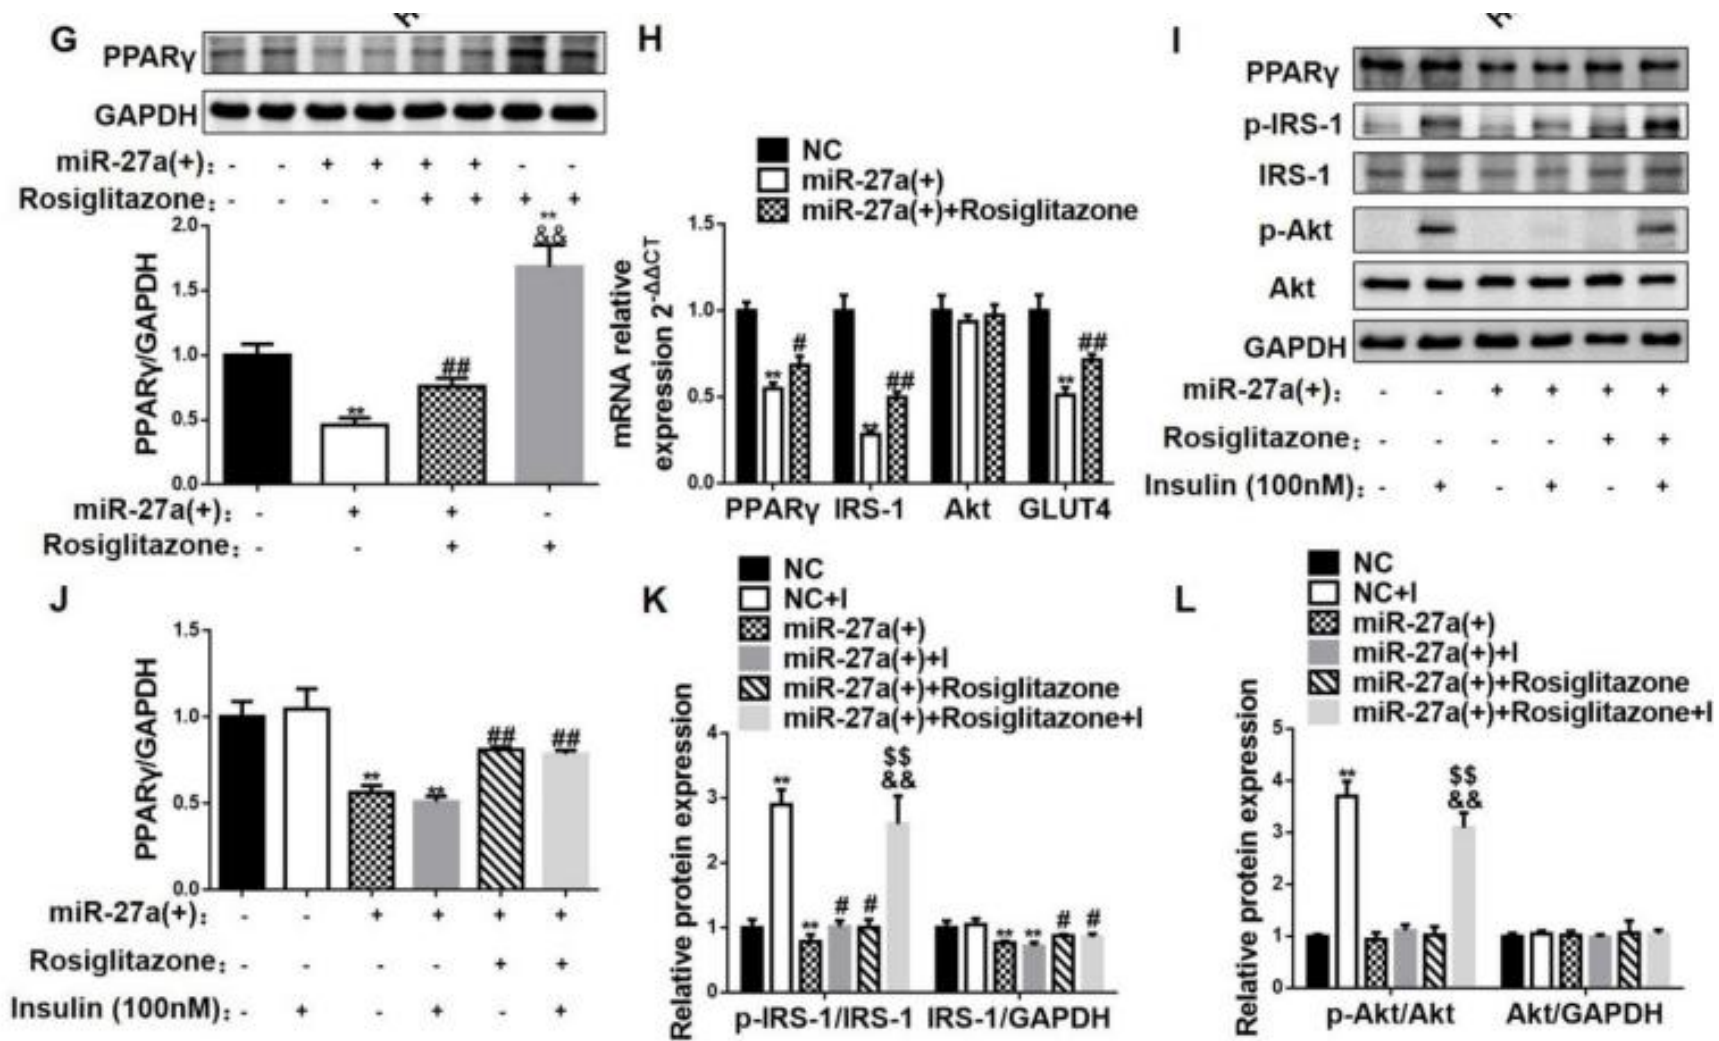 G
PPARγ
GAPDH
miR-27a(+): - - + + + + - -
Rosiglitazone: - - - - + + + +
PPARγ/GAPDH
2.0
1.5
1.0
0.5
0.0
**
##
**
&&
miR-27a(+): - + + -
Rosiglitazone: - - + +
H
NC
miR-27a(+)
miR-27a(+)+Rosiglitazone
mRNA relative
expression 2-ΔΔCT
1.5
1.0
0.5
0.0
**
#
**
##
**
##
PPARγ IRS-1 Akt GLUT4
I
PPARγ
p-IRS-1
IRS-1
p-Akt
Akt
GAPDH
miR-27a(+): - - + + + +
Rosiglitazone: - - - - + +
Insulin (100nM): - + - + - +
J
PPARγ/GAPDH
1.5
1.0
0.5
0.0
** ** ## ##
miR-27a(+): - - + + + +
Rosiglitazone: - - - - + +
Insulin (100nM): - + - + - +
K
NC
NC+I
miR-27a(+)
miR-27a(+)+I
miR-27a(+)+Rosiglitazone
miR-27a(+)+Rosiglitazone+I
Relative protein expression
4
3
2
1
0
**
** # #
$$
&&
** ** # #
p-IRS-1/IRS-1 IRS-1/GAPDH
L
NC
NC+I
miR-27a(+)
miR-27a(+)+I
miR-27a(+)+Rosiglitazone
miR-27a(+)+Rosiglitazone+I
Relative protein expression
5
4
3
2
1
0
**
$$
&&
p-Akt/Akt Akt/GAPDH